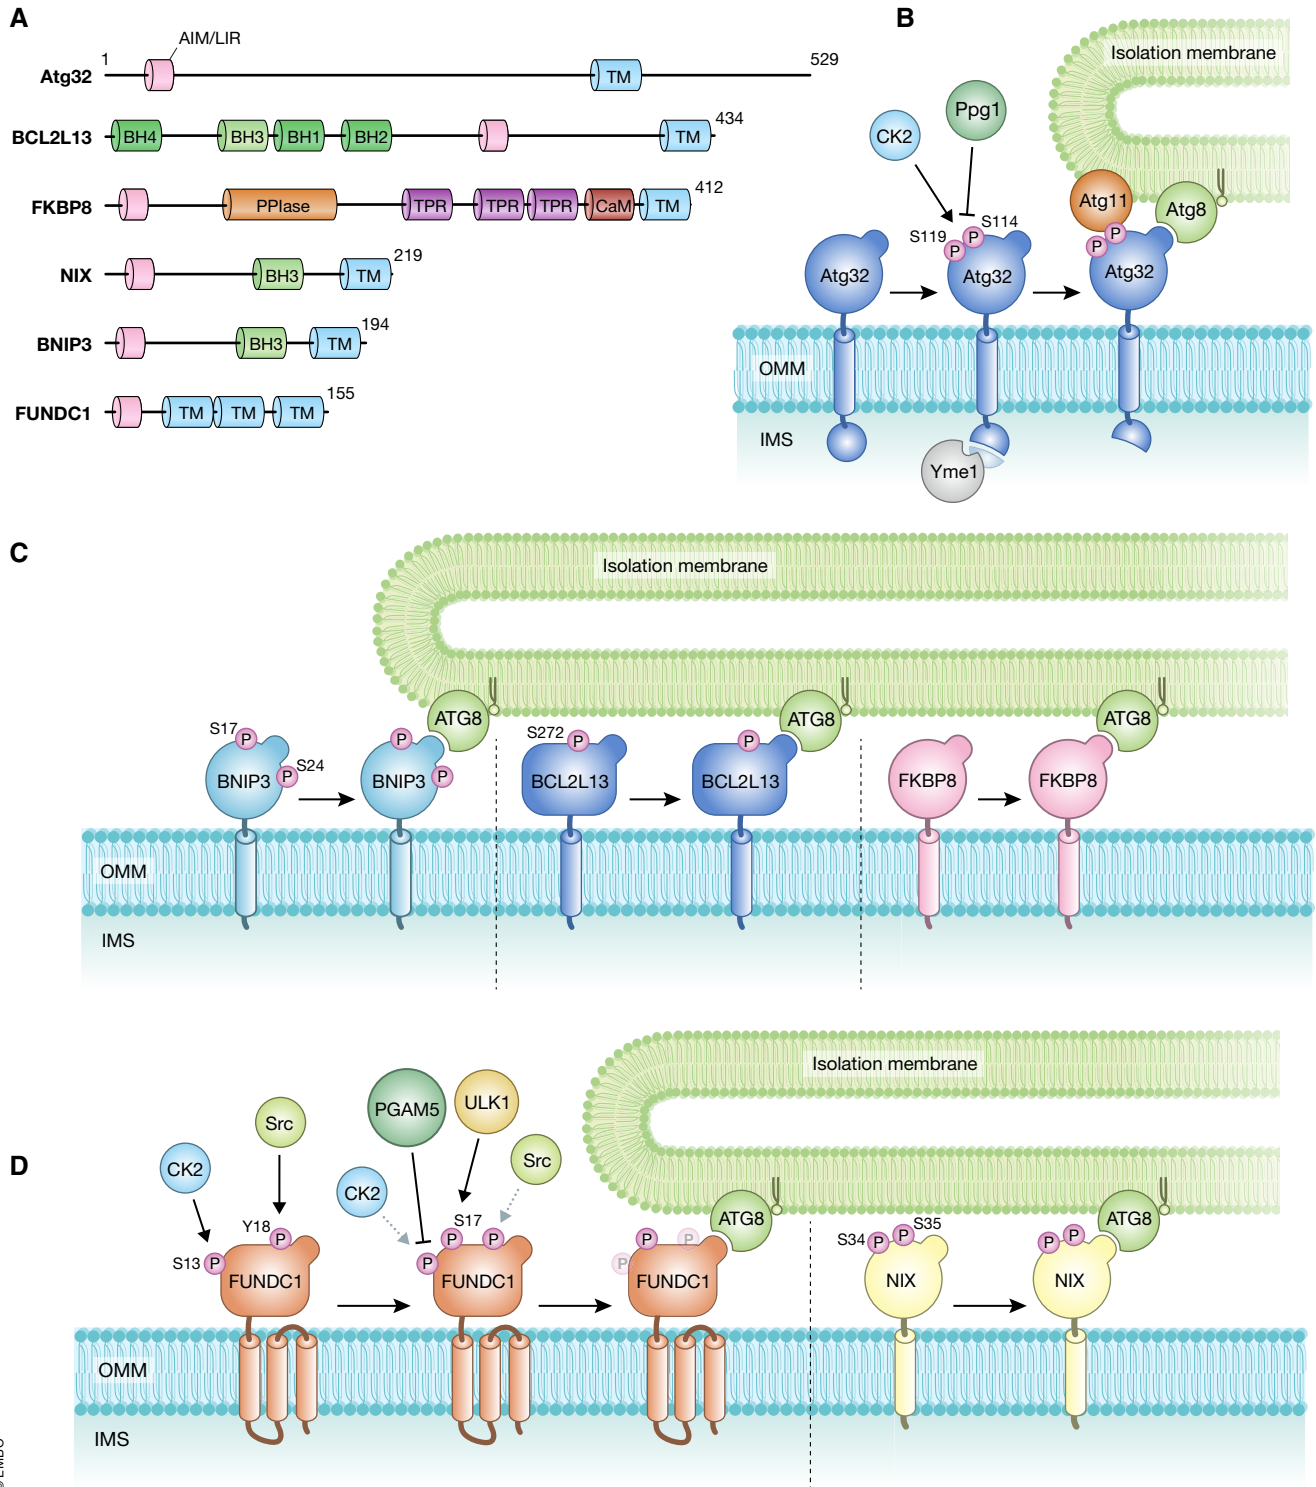 A
AIM/LIR
1
Atg32
TM
529
BCL2L13
BH4
BH3
BH1
BH2
TM
434
FKBP8
PPIase
TPR
TPR
TPR
CaM
TM
412
NIX
BH3
TM
219
BNIP3
BH3
TM
194
FUNDC1
TM
TM
TM
155
B
Isolation membrane
Ppg1
CK2
Atg11
Atg8
S119
S114
P
P
P
P
Atg32
Atg32
Atg32
OMM
IMS
Yme1
C
Isolation membrane
ATG8
ATG8
ATG8
S17
P
P
S272
P
P
BNIP3
P
S24
BNIP3
P
BCL2L13
BCL2L13
FKBP8
FKBP8
OMM
IMS
D
Isolation membrane
PGAM5
ULK1
Src
Src
CK2
CK2
ATG8
ATG8
Y18
P
S17
P
P
P
P
S34
P
S35
P
P
P
S13
P
P
P
FUNDC1
FUNDC1
FUNDC1
NIX
NIX
OMM
IMS